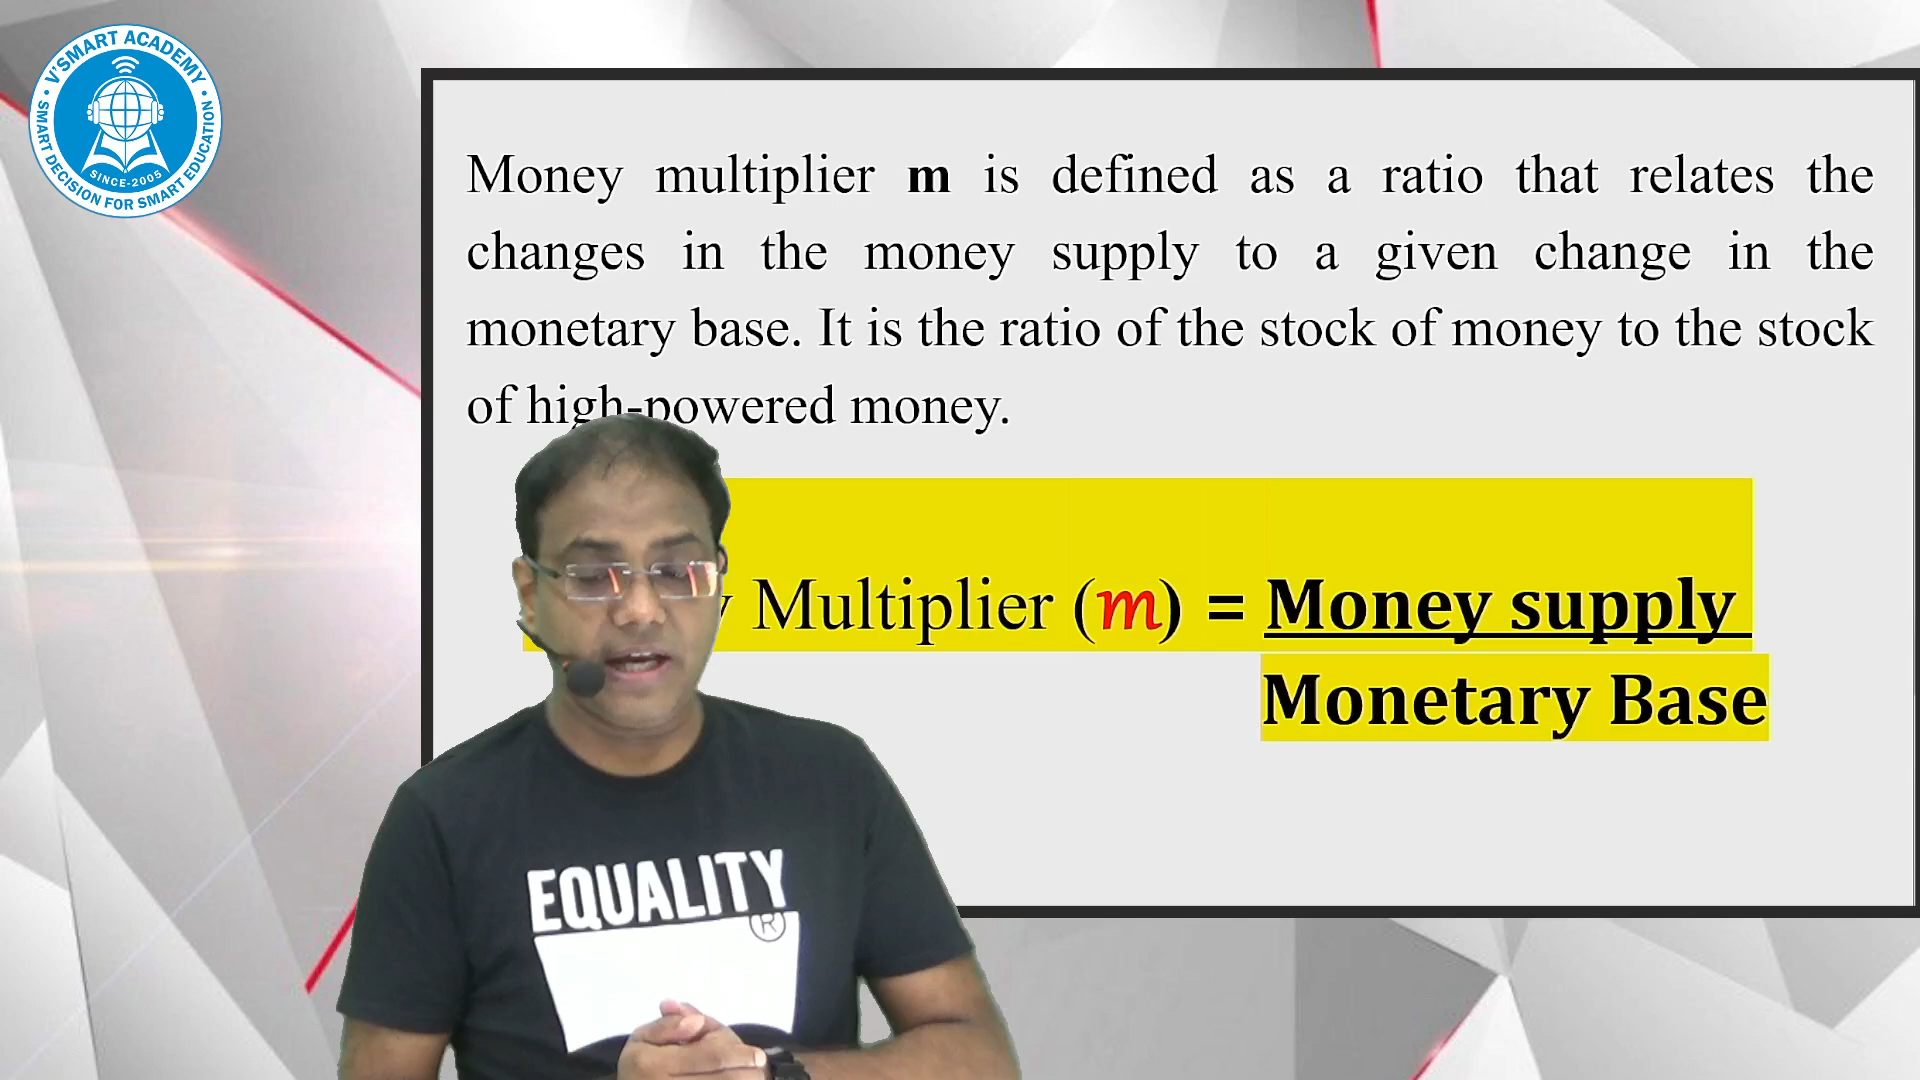 V'SMART ACADEMY
SMART DECISION FOR SMART EDUCATION
SINCE-2005
Money multiplier m is defined as a ratio that relates the
changes in the money supply to a given change in the
monetary base. It is the ratio of the stock of money to the stock
of high-powered money.
Multiplier (m) = Money supply
Monetary Base
EQUALITY
®